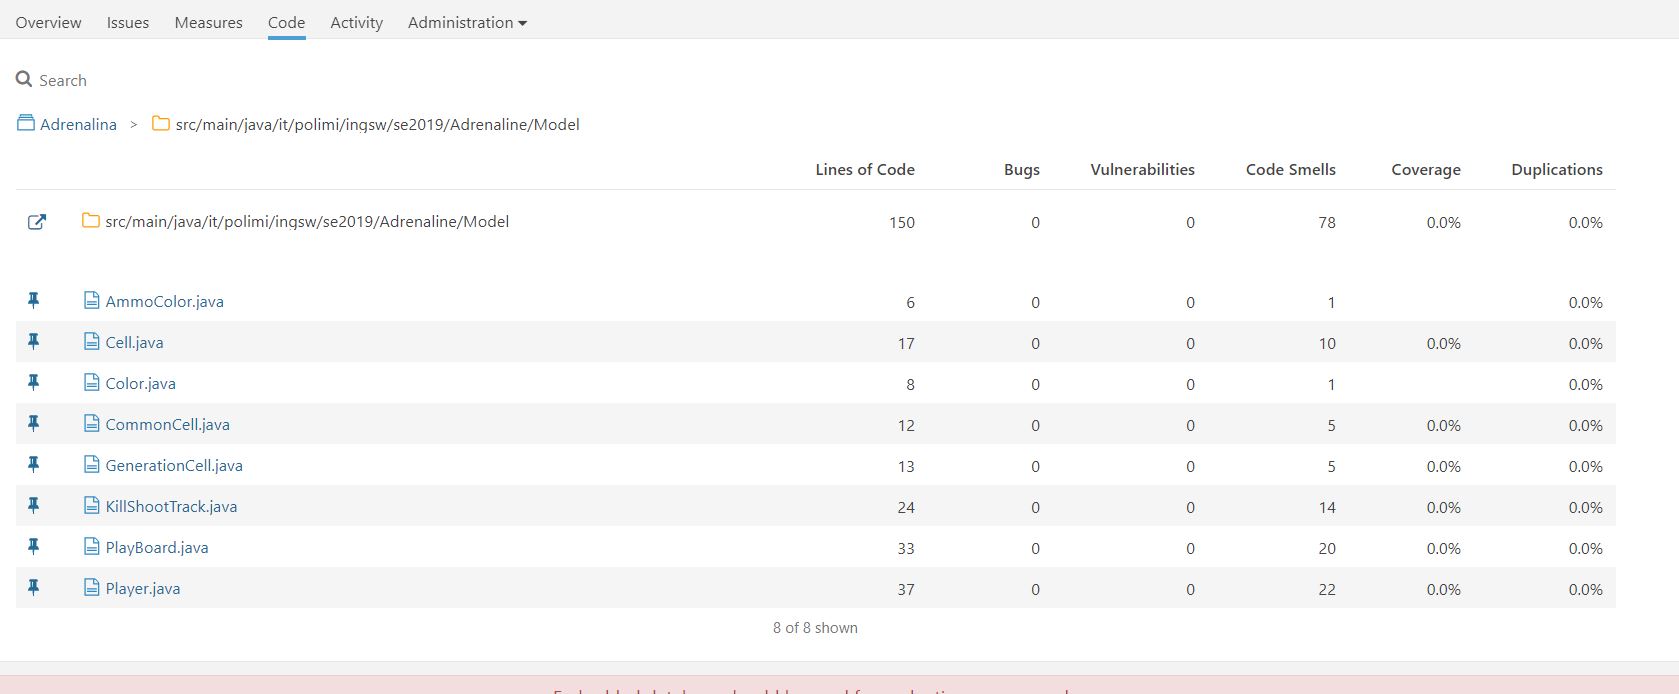 Overview Issues Measures Code Activity Administration
Search
Adrenalina > src/main/java/it/polimi/ingsw/se2019/Adrenaline/Model
Lines of Code Bugs Vulnerabilities Code Smells Coverage Duplications
src/main/java/it/polimi/ingsw/se2019/Adrenaline/Model 150 0 0 78 0.0% 0.0%
AmmoColor.java 6 0 0 1 0.0%
Cell.java 17 0 0 10 0.0% 0.0%
Color.java 8 0 0 1 0.0%
CommonCell.java 12 0 0 5 0.0% 0.0%
GenerationCell.java 13 0 0 5 0.0% 0.0%
KillShootTrack.java 24 0 0 14 0.0% 0.0%
PlayBoard.java 33 0 0 20 0.0% 0.0%
Player.java 37 0 0 22 0.0% 0.0%
8 of 8 shown